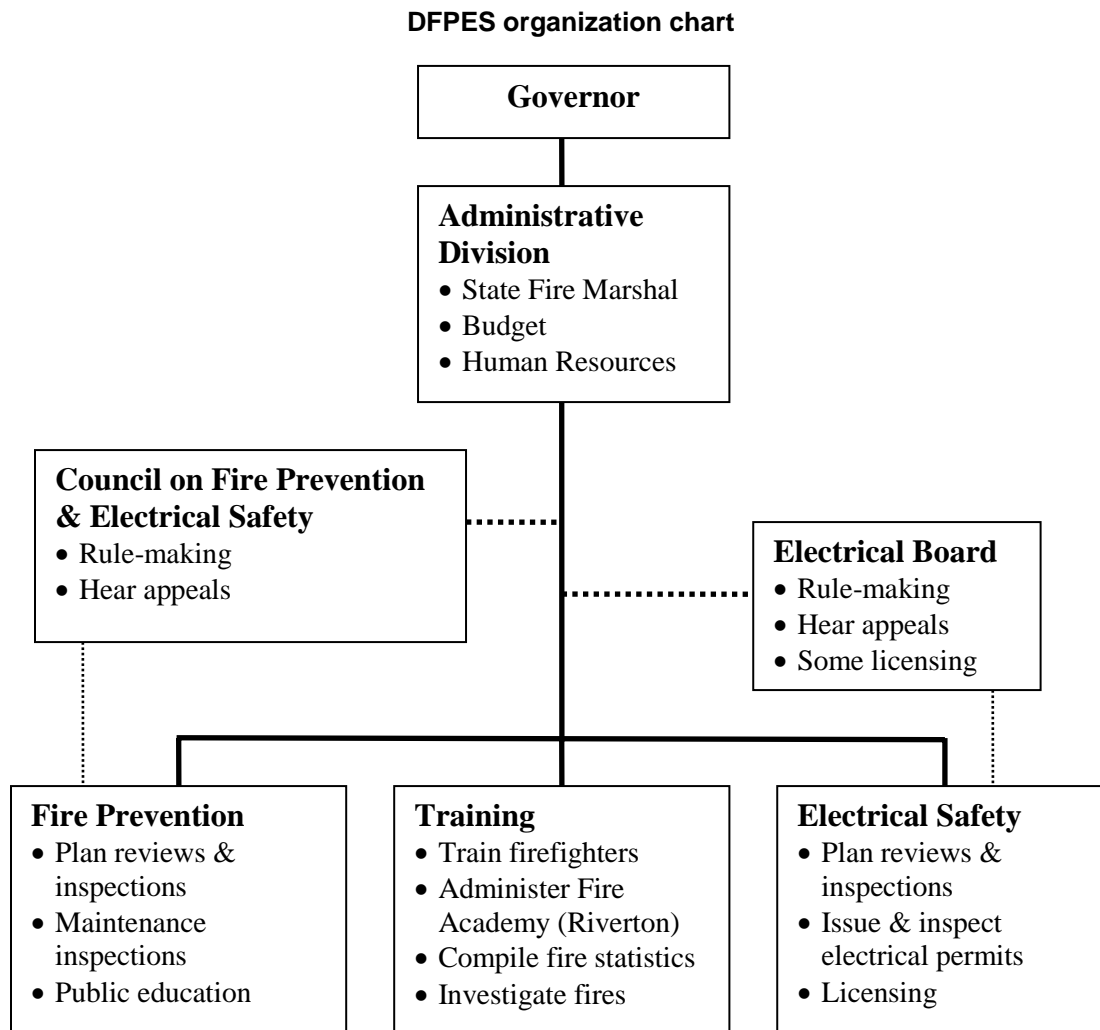 DFPES organization chart
Governor
Administrative
Division
• State Fire Marshal
• Budget
• Human Resources
Council on Fire Prevention
& Electrical Safety
• Rule-making
• Hear appeals
Electrical Board
• Rule-making
• Hear appeals
• Some licensing
Fire Prevention
• Plan reviews &
inspections
• Maintenance
inspections
• Public education
Training
• Train firefighters
• Administer Fire
Academy (Riverton)
• Compile fire statistics
• Investigate fires
Electrical Safety
• Plan reviews &
inspections
• Issue & inspect
electrical permits
• Licensing